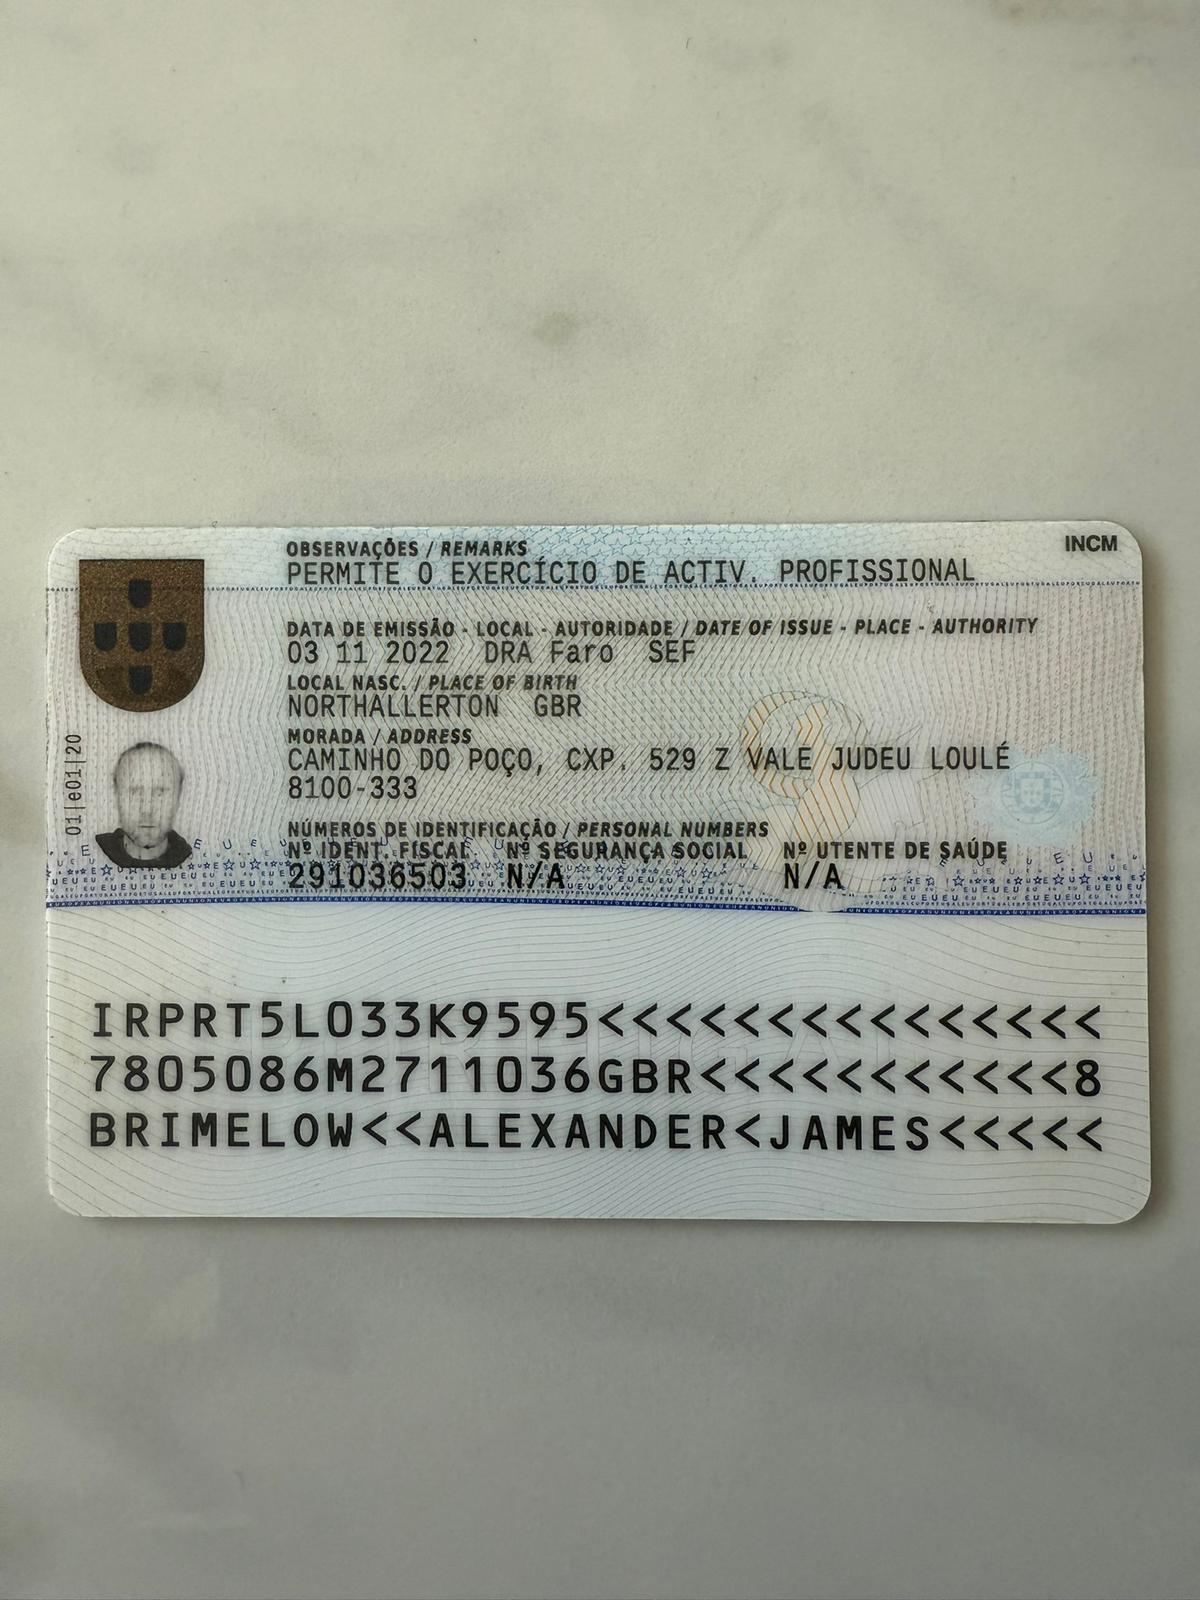 INCM
OBSERVAÇÕES / REMARKS
PERMITE O EXERCÍCIO DE ACTIV. PROFISSIONAL
DATA DE EMISSÃO - LOCAL - AUTORIDADE / DATE OF ISSUE - PLACE - AUTHORITY
03 11 2022 DRA Faro SEF
LOCAL NASC. / PLACE OF BIRTH
NORTHALLERTON GBR
MORADA / ADDRESS
CAMINHO DO POÇO, CXP. 529 Z VALE JUDEU LOULÉ
8100-333
01|e01|20
NÚMEROS DE IDENTIFICAÇÃO / PERSONAL NUMBERS
Nº IDENT. FISCAL Nº SEGURANÇA SOCIAL Nº UTENTE DE SAÚDE
291036503 N/A N/A
IRPRT5L033K9595<<<<<<<<<<<<<<<
7805086M2711036GBR<<<<<<<<<<<8
BRIMELOW<<ALEXANDER<JAMES<<<<<